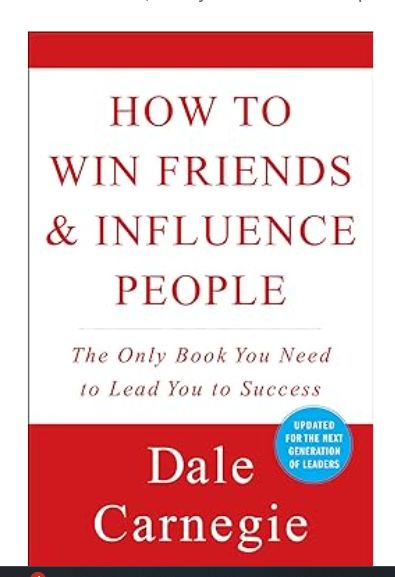 HOW TO
WIN FRIENDS
& INFLUENCE
PEOPLE
The Only Book You Need
to Lead You to Success
UPDATED
FOR THE NEXT
GENERATION
OF LEADERS
Dale
Carnegie